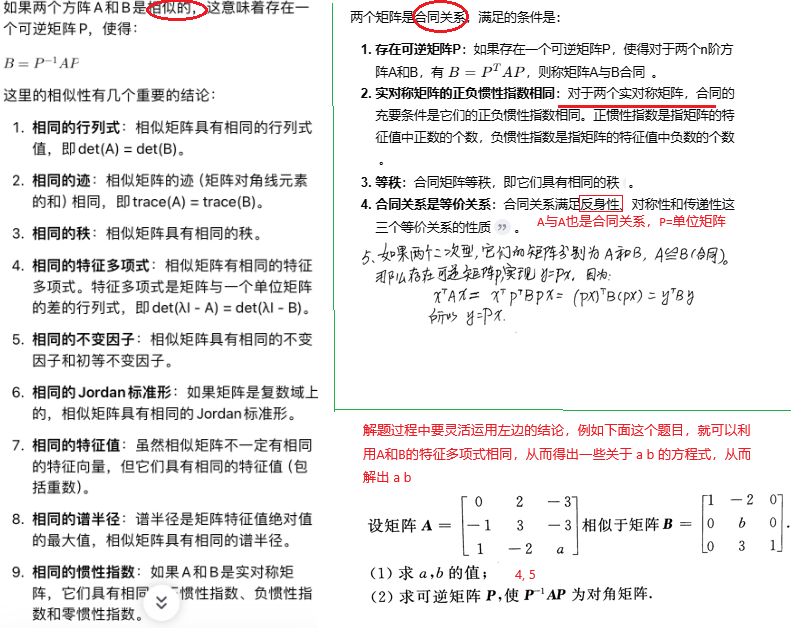 如果两个方阵A和B是相似的，这意味着存在一
个可逆矩阵P，使得：
B = P⁻¹AP
这里的相似性有几个重要的结论：
1. 相同的行列式：相似矩阵具有相同的行列式
值，即det(A) = det(B)。
2. 相同的迹：相似矩阵的迹（矩阵对角线元素
的和）相同，即trace(A) = trace(B)。
3. 相同的秩：相似矩阵具有相同的秩。
4. 相同的特征多项式：相似矩阵有相同的特征
多项式。特征多项式是矩阵与一个单位矩阵
的差的行列式，即det(λI - A) = det(λI - B)。
5. 相同的不变因子：相似矩阵具有相同的不变
因子和初等不变因子。
6. 相同的Jordan标准形：如果矩阵是复数域上
的，相似矩阵具有相同的Jordan标准形。
7. 相同的特征值：虽然相似矩阵不一定有相同
的特征向量，但它们具有相同的特征值（包
括重数）。
8. 相同的谱半径：谱半径是矩阵特征值绝对值
的最大值，相似矩阵具有相同的谱半径。
9. 相同的惯性指数：如果A和B是实对称矩
阵，它们具有相同 惯性指数、负惯性指
数和零惯性指数。
两个矩阵是合同关系，满足的条件是：
1. 存在可逆矩阵P：如果存在一个可逆矩阵P，使得对于两个n阶方
阵A和B，有 B = PᵀAP，则称矩阵A与B合同 。
2. 实对称矩阵的正负惯性指数相同：对于两个实对称矩阵，合同的
充要条件是它们的正负惯性指数相同。正惯性指数是指矩阵的特
征值中正数的个数，负惯性指数是指矩阵的特征值中负数的个数
。
3. 等秩：合同矩阵等秩，即它们具有相同的秩 。
4. 合同关系是等价关系：合同关系满足反身性、对称性和传递性这
三个等价关系的性质 ” 。 A与A也是合同关系，P=单位矩阵
5. 如果两个二次型，它们的矩阵分别为A和B，A≌B(合同)。
那么存在可逆矩阵P，实现 y=Px，因为：
xᵀAx = xᵀPᵀBPx = (Px)ᵀB(Px) = yᵀBy
所以 y=Px.
解题过程中要灵活运用左边的结论，例如下面这个题目，就可以利
用A和B的特征多项式相同，从而得出一些关于 a b 的方程式，从而
解出 a b
0 2 −3 1 −2 0
设矩阵 A = −1 3 −3 相似于矩阵 B = 0 b 0 .
1 −2 a 0 3 1
(1) 求 a,b 的值； 4, 5
(2) 求可逆矩阵 P,使 P⁻¹AP 为对角矩阵.